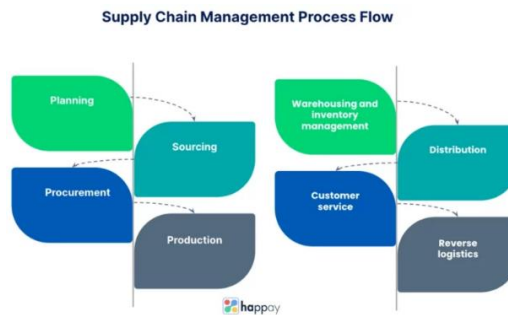 Supply Chain Management Process Flow
Planning
Sourcing
Procurement
Production
Warehousing and
inventory
management
Distribution
Customer
service
Reverse
logistics
happay